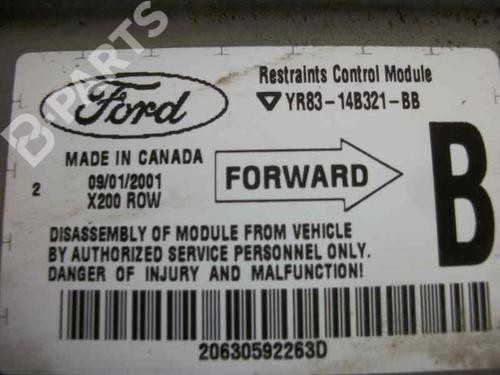 Ford
Restraints Control Module
YR83-14B321-BB
MADE IN CANADA
2
09/01/2001
X200 ROW
FORWARD
B
DISASSEMBLY OF MODULE FROM VEHICLE
BY AUTHORIZED SERVICE PERSONNEL ONLY.
DANGER OF INJURY AND MALFUNCTION!
20630592263D
B-PARTS